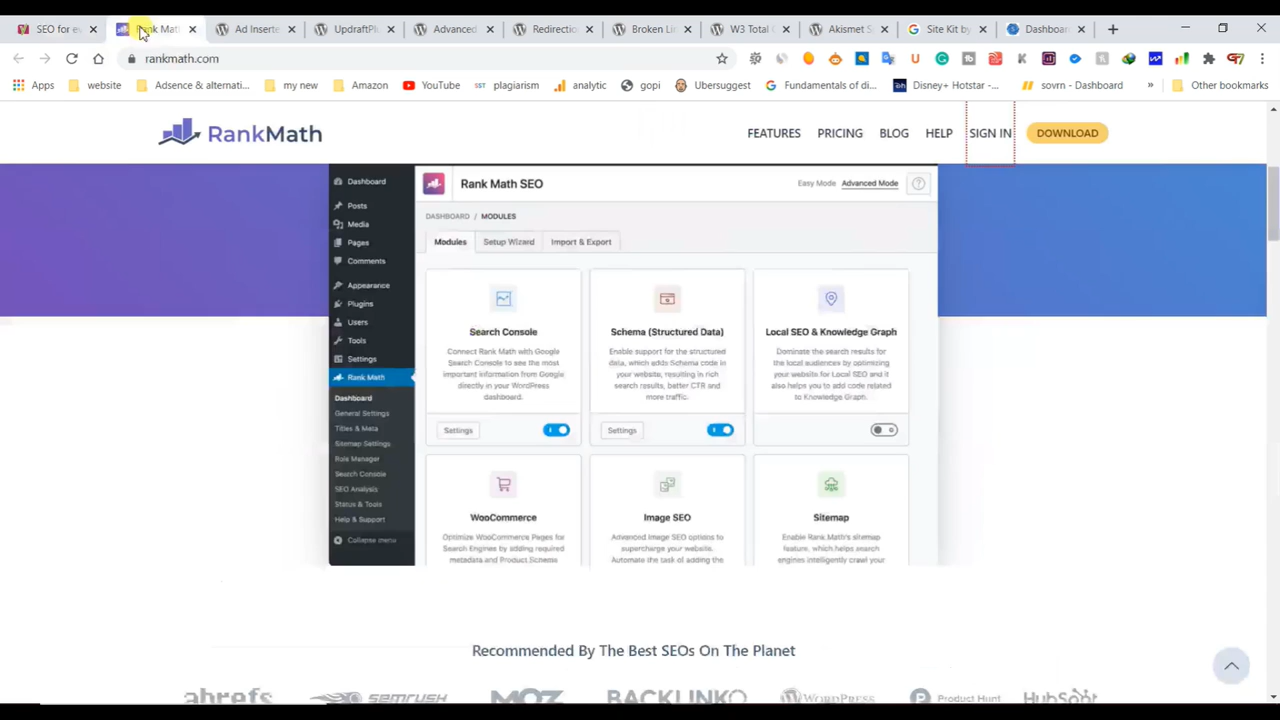 SEO for ev
Rank Math
Ad Inserte
UpdraftPlu
Advanced
Redirectio
Broken Lin
W3 Total C
Akismet S
Site Kit by
Dashboard
rankmath.com
Apps
website
Adsence & alternati...
my new
Amazon
YouTube
SST plagiarism
analytic
gopi
Ubersuggest
Fundamentals of di...
Disney+ Hotstar -...
sovrn - Dashboard
»
Other bookmarks
RankMath
FEATURES
PRICING
BLOG
HELP
SIGN IN
DOWNLOAD
Dashboard
Posts
Media
Pages
Comments
Appearance
Plugins
Users
Tools
Settings
Rank Math
Dashboard
General Settings
Titles & Meta
Sitemap Settings
Role Manager
Search Console
SEO Analysis
Status & Tools
Help & Support
Collapse menu
Rank Math SEO
Easy Mode
Advanced Mode
?
DASHBOARD / MODULES
Modules
Setup Wizard
Import & Export
Search Console
Connect Rank Math with Google
Search Console to see the most
important information from Google
directly in your WordPress
dashboard.
Settings
Schema (Structured Data)
Enable support for the structured
data, which adds Schema code in
your website, resulting in rich
search results, better CTR and
more traffic.
Settings
Local SEO & Knowledge Graph
Dominate the search results for
the local audiences by optimizing
your website for Local SEO and it
also helps you to add code related
to Knowledge Graph.
WooCommerce
Optimize WooCommerce Pages for
Search Engines by adding required
metadata and Product Schema
Image SEO
Advanced Image SEO options to
supercharge your website.
Automate the task of adding the
Sitemap
Enable Rank Math's sitemap
feature, which helps search
engines intelligently crawl your
Recommended By The Best SEOs On The Planet
ahrefs
SEMRUSH
MOZ
BACKLINKO
WORDPRESS
Product Hunt
HubSpot